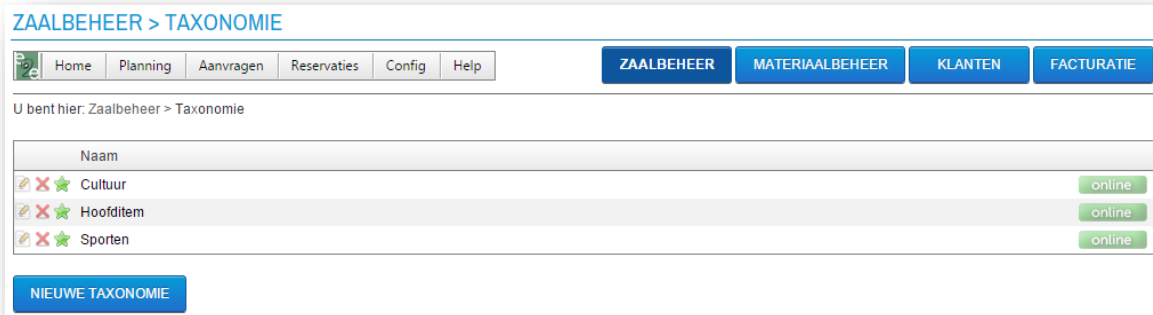 ZAALBEHEER > TAXONOMIE
e2e Home Planning Aanvragen Reservaties Config Help ZAALBEHEER MATERIAALBEHEER KLANTEN FACTURATIE
U bent hier: Zaalbeheer > Taxonomie
Naam
Cultuur online
Hoofditem online
Sporten online
NIEUWE TAXONOMIE